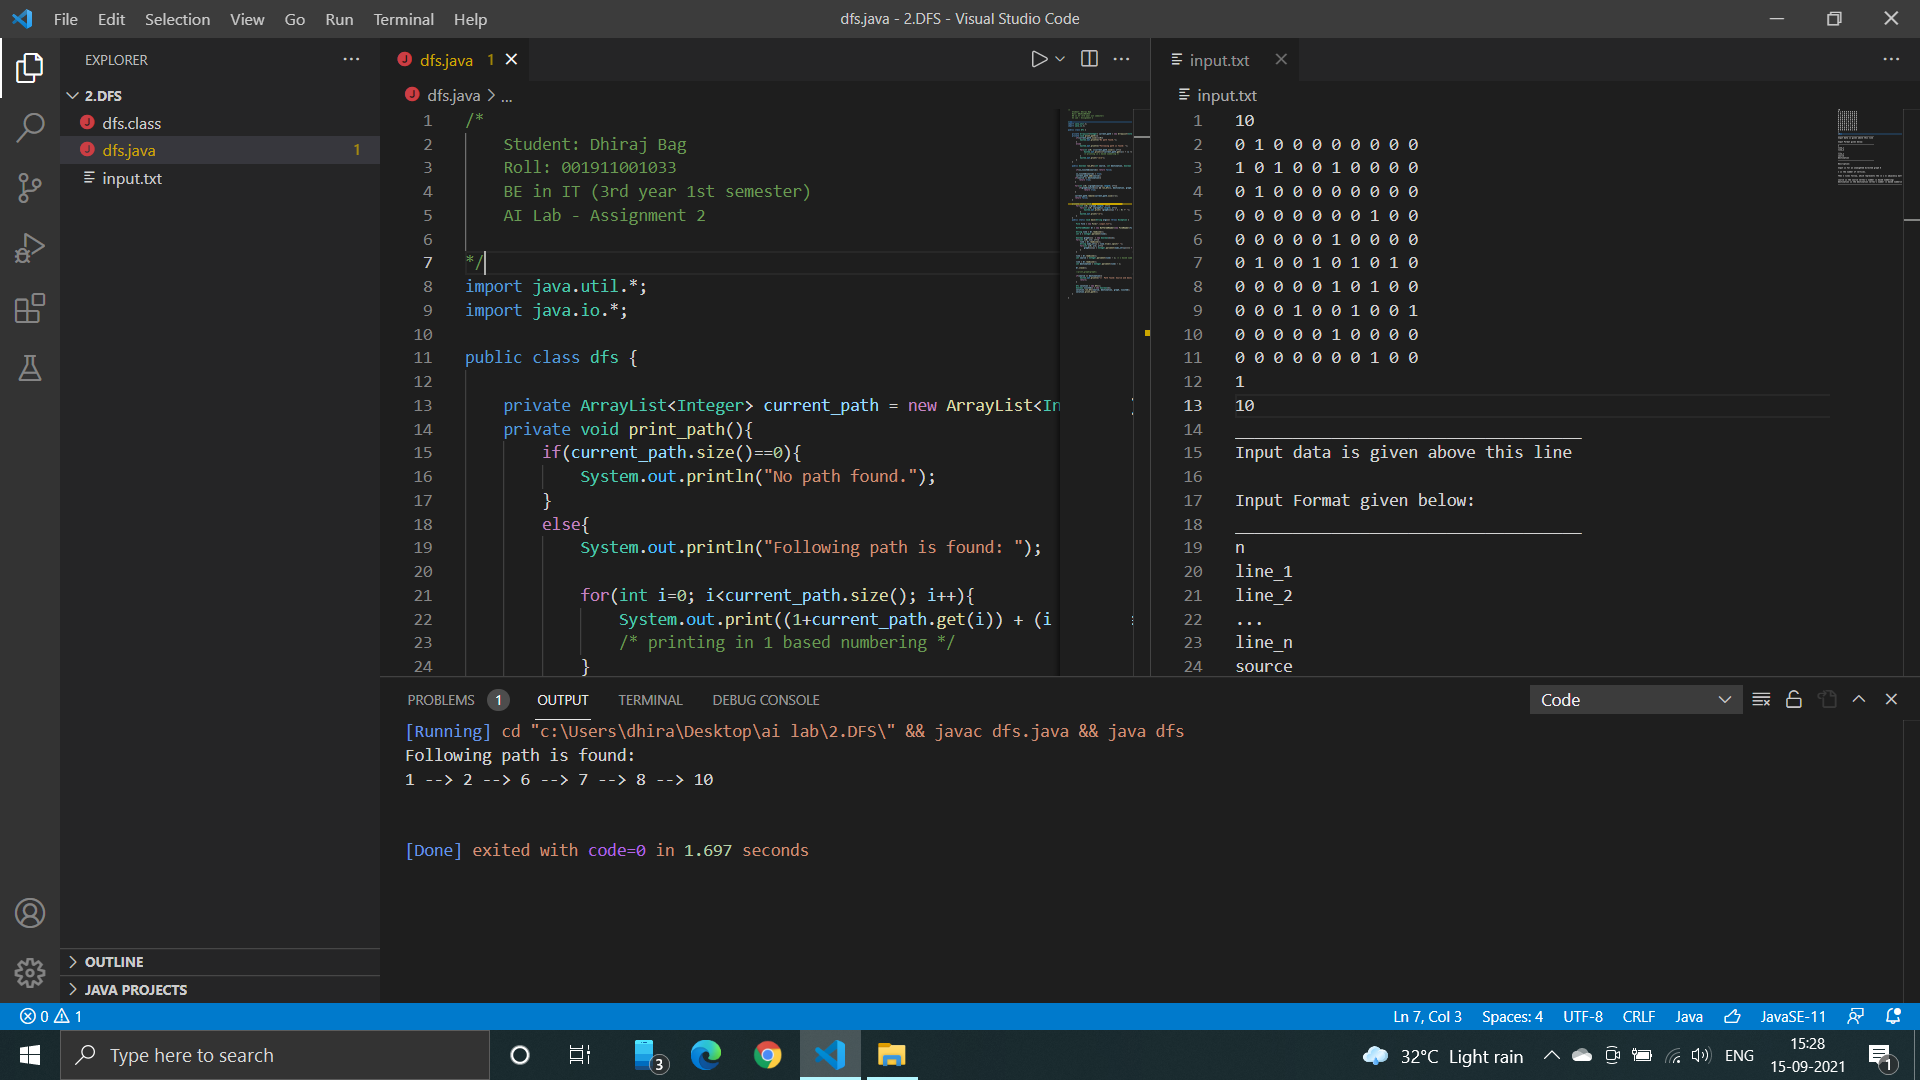 File Edit Selection View Go Run Terminal Help
dfs.java - 2.DFS - Visual Studio Code
EXPLORER
2.DFS
dfs.class
dfs.java 1
input.txt
OUTLINE
JAVA PROJECTS
dfs.java 1
dfs.java > ...
1 /*
2 Student: Dhiraj Bag
3 Roll: 001911001033
4 BE in IT (3rd year 1st semester)
5 AI Lab - Assignment 2
6
7 */
8 import java.util.*;
9 import java.io.*;
10
11 public class dfs {
12
13 private ArrayList<Integer> current_path = new ArrayList<In
14 private void print_path(){
15 if(current_path.size()==0){
16 System.out.println("No path found.");
17 }
18 else{
19 System.out.println("Following path is found: ");
20
21 for(int i=0; i<current_path.size(); i++){
22 System.out.print((1+current_path.get(i)) + (i
23 /* printing in 1 based numbering */
24 }
input.txt
input.txt
1 10
2 0 1 0 0 0 0 0 0 0 0
3 1 0 1 0 0 1 0 0 0 0
4 0 1 0 0 0 0 0 0 0 0
5 0 0 0 0 0 0 0 1 0 0
6 0 0 0 0 0 1 0 0 0 0
7 0 1 0 0 1 0 1 0 1 0
8 0 0 0 0 0 1 0 1 0 0
9 0 0 0 1 0 0 1 0 0 1
10 0 0 0 0 0 1 0 0 0 0
11 0 0 0 0 0 0 0 1 0 0
12 1
13 10
14 ____________________________________
15 Input data is given above this line
16
17 Input Format given below:
18 ____________________________________
19 n
20 line_1
21 line_2
22 ...
23 line_n
24 source
PROBLEMS 1 OUTPUT TERMINAL DEBUG CONSOLE
Code
[Running] cd "c:\Users\dhira\Desktop\ai lab\2.DFS\" && javac dfs.java && java dfs
Following path is found:
1 --> 2 --> 6 --> 7 --> 8 --> 10
[Done] exited with code=0 in 1.697 seconds
0 1
Ln 7, Col 3 Spaces: 4 UTF-8 CRLF Java JavaSE-11
Type here to search
3
32°C Light rain
ENG
15:28
15-09-2021
1